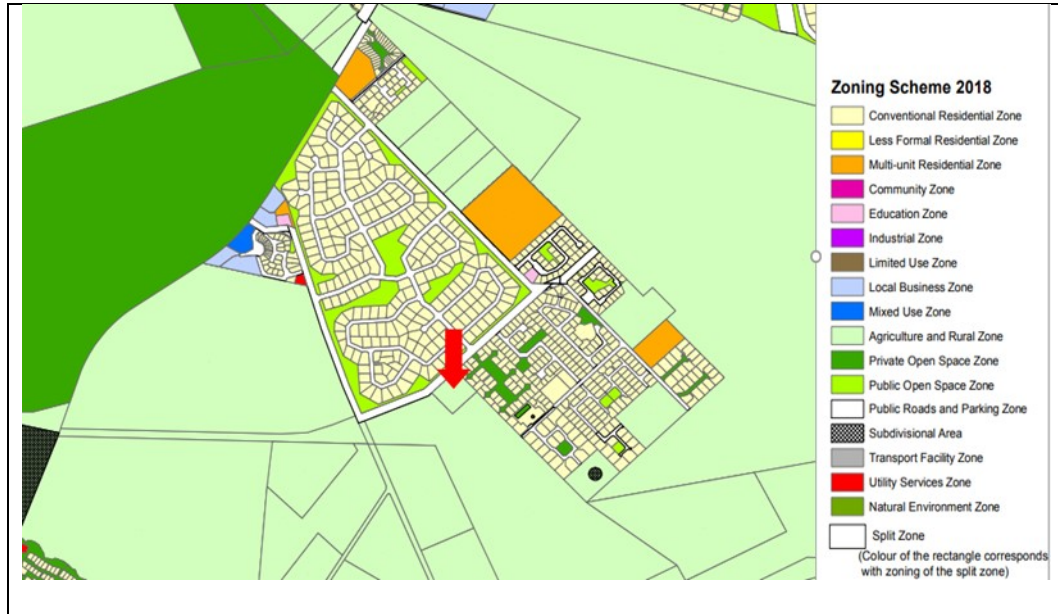 Zoning Scheme 2018
Conventional Residential Zone
Less Formal Residential Zone
Multi-unit Residential Zone
Community Zone
Education Zone
Industrial Zone
Limited Use Zone
Local Business Zone
Mixed Use Zone
Agriculture and Rural Zone
Private Open Space Zone
Public Open Space Zone
Public Roads and Parking Zone
Subdivisional Area
Transport Facility Zone
Utility Services Zone
Natural Environment Zone
Split Zone
(Colour of the rectangle corresponds
with zoning of the split zone)